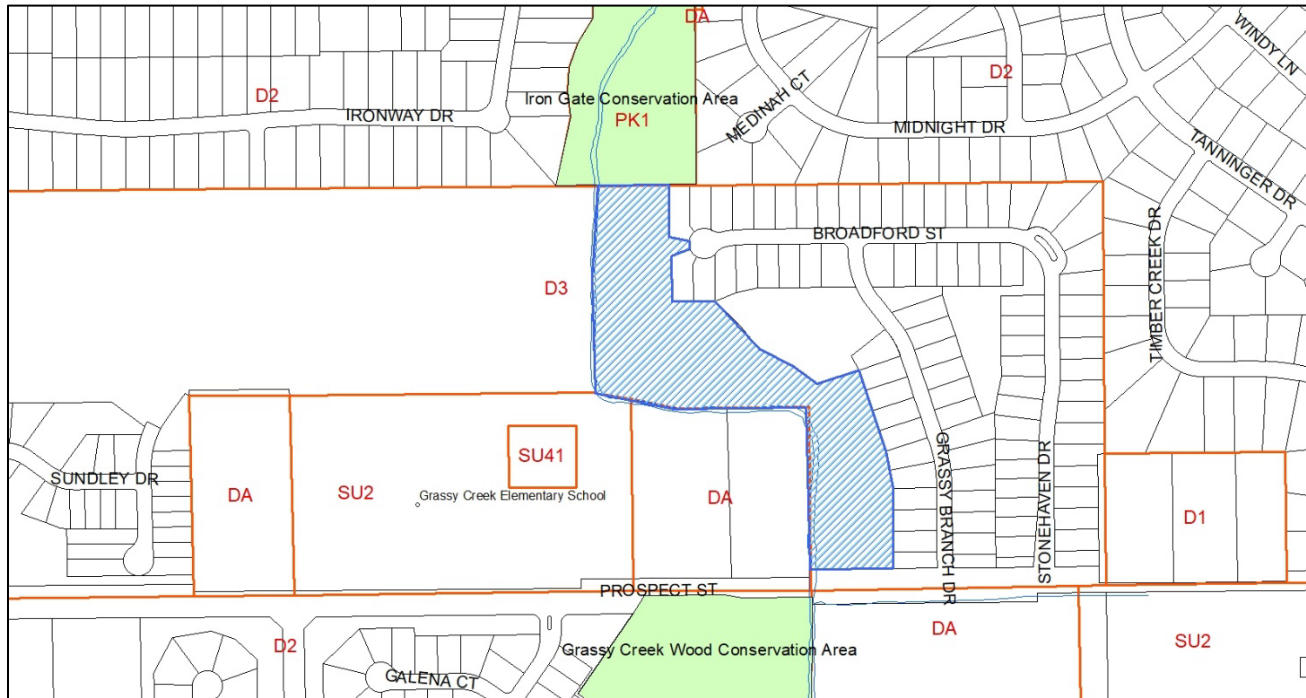 DA
WINDY LN
D2
D2
Iron Gate Conservation Area
IRONWAY DR
PK1
MEDINAH CT
MIDNIGHT DR
TANNINGER DR
BROADFORD ST
TIMBER CREEK DR
D3
SU41
SUNDLEY DR
DA
SU2
Grassy Creek Elementary School
DA
GRASSY BRANCH DR
STONEHAVEN DR
D1
PROSPECT ST
D2
Grassy Creek Wood Conservation Area
DA
SU2
GALENA CT